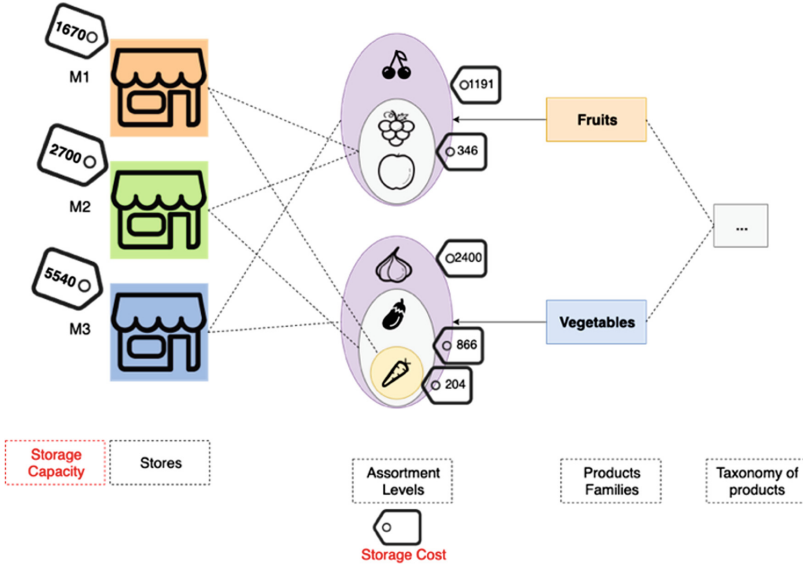 1670
M1
2700
M2
5540
M3
1191
346
2400
866
204
Fruits
Vegetables
...
Storage
Capacity
Stores
Assortment
Levels
Storage Cost
Products
Families
Taxonomy of
products